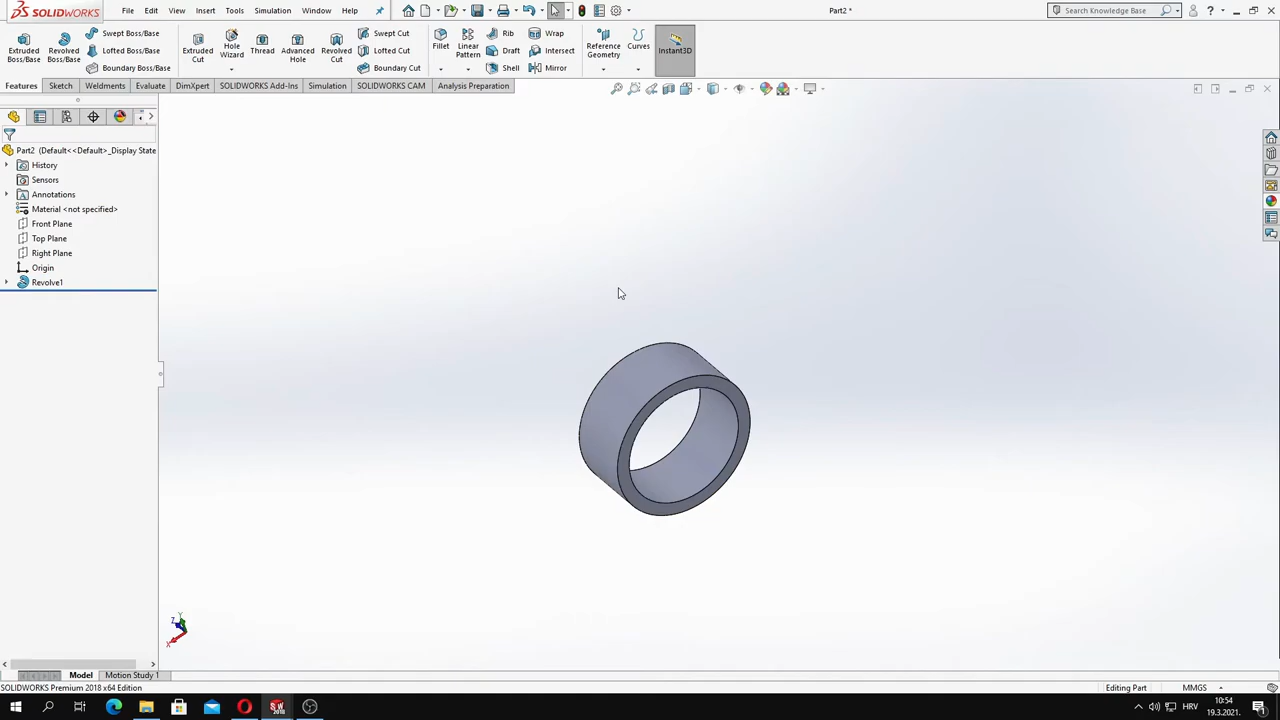 SOLIDWORKS
File Edit View Insert Tools Simulation Window Help
Part2 *
Search Knowledge Base
Extruded Boss/Base
Revolved Boss/Base
Swept Boss/Base
Lofted Boss/Base
Boundary Boss/Base
Extruded Cut
Hole Wizard
Thread
Advanced Hole
Revolved Cut
Swept Cut
Lofted Cut
Boundary Cut
Fillet
Linear Pattern
Rib
Draft
Shell
Wrap
Intersect
Mirror
Reference Geometry
Curves
Instant3D
Features Sketch Weldments Evaluate DimXpert SOLIDWORKS Add-Ins Simulation SOLIDWORKS CAM Analysis Preparation
Part2 (Default<<Default>_Display State
History
Sensors
Annotations
Material <not specified>
Front Plane
Top Plane
Right Plane
Origin
Revolve1
Y
Z
X
Model Motion Study 1
SOLIDWORKS Premium 2018 x64 Edition
Editing Part
MMGS
HRV
10:54
19.3.2021.